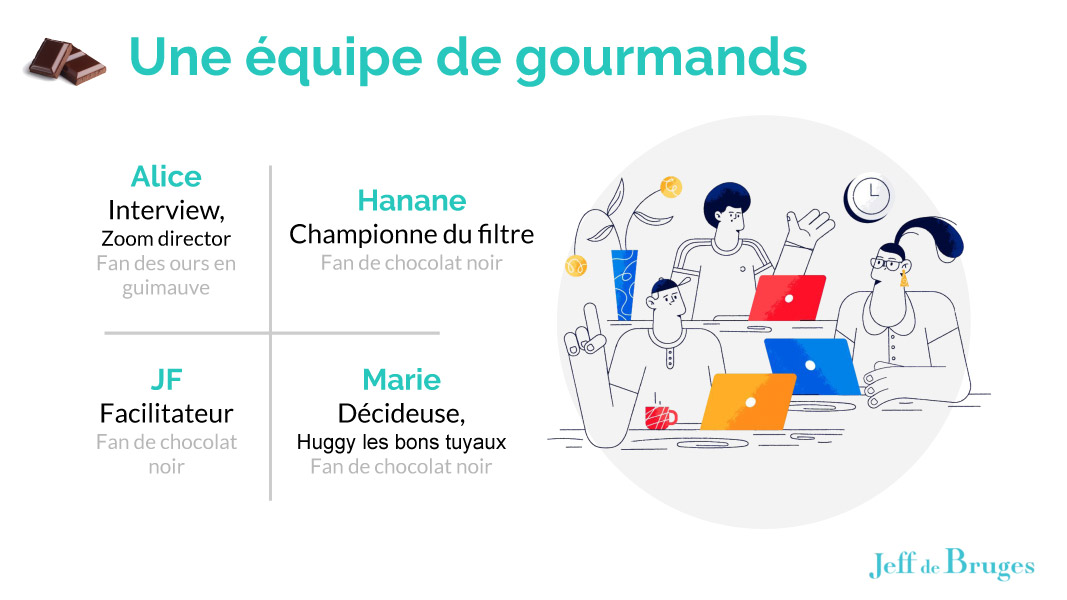 Une équipe de gourmands
Alice
Interview,
Zoom director
Fan des ours en
guimauve
Hanane
Championne du filtre
Fan de chocolat noir
JF
Facilitateur
Fan de chocolat
noir
Marie
Décideuse,
Huggy les bons tuyaux
Fan de chocolat noir
Jeff de Bruges